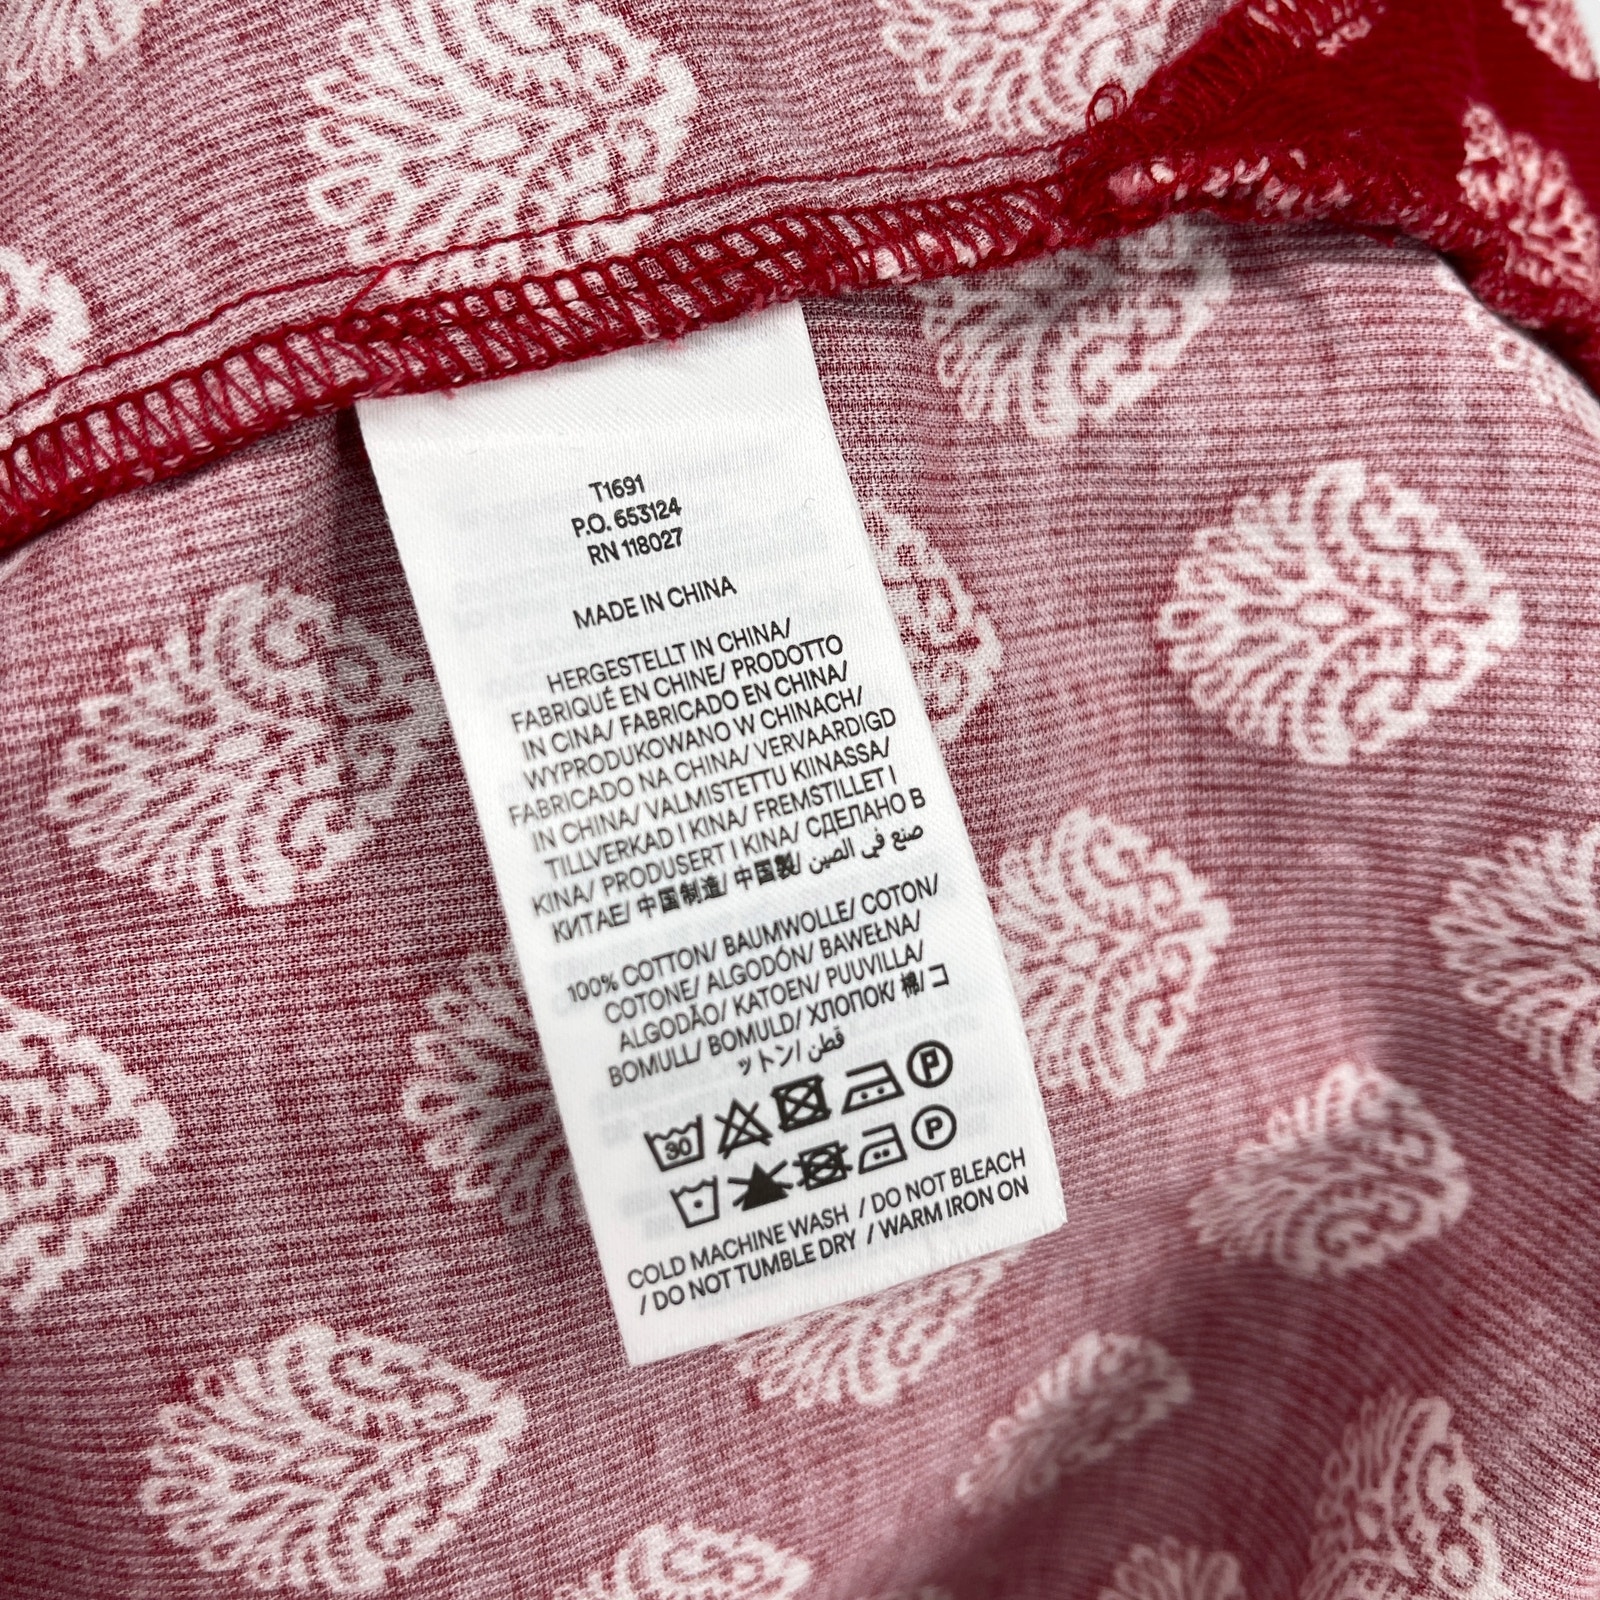 T1691
P.O. 653124
RN 118027
MADE IN CHINA
HERGESTELLT IN CHINA/
FABRIQUÉ EN CHINE/ PRODOTTO
IN CINA/ FABRICADO EN CHINA/
WYPRODUKOWANO W CHINACH/
FABRICADO NA CHINA/ VERVAARDIGD
IN CHINA/ VALMISTETTU KIINASSA/
TILLVERKAD I KINA/ FREMSTILLET I
KINA/ PRODUSERT I KINA/ СДЕЛАНО В
КИТАЕ/ 中国制造/ 中国製/ صنع في الصين
100% COTTON/ BAUMWOLLE/ COTON/
COTONE/ ALGODÓN/ BAWEŁNA/
ALGODÃO/ KATOEN/ PUUVILLA/
BOMULL/ BOMULD/ ХЛОПОК/ 棉/ コ
ットン/ قطن/
30 P
P
COLD MACHINE WASH / DO NOT BLEACH
/ DO NOT TUMBLE DRY / WARM IRON ON